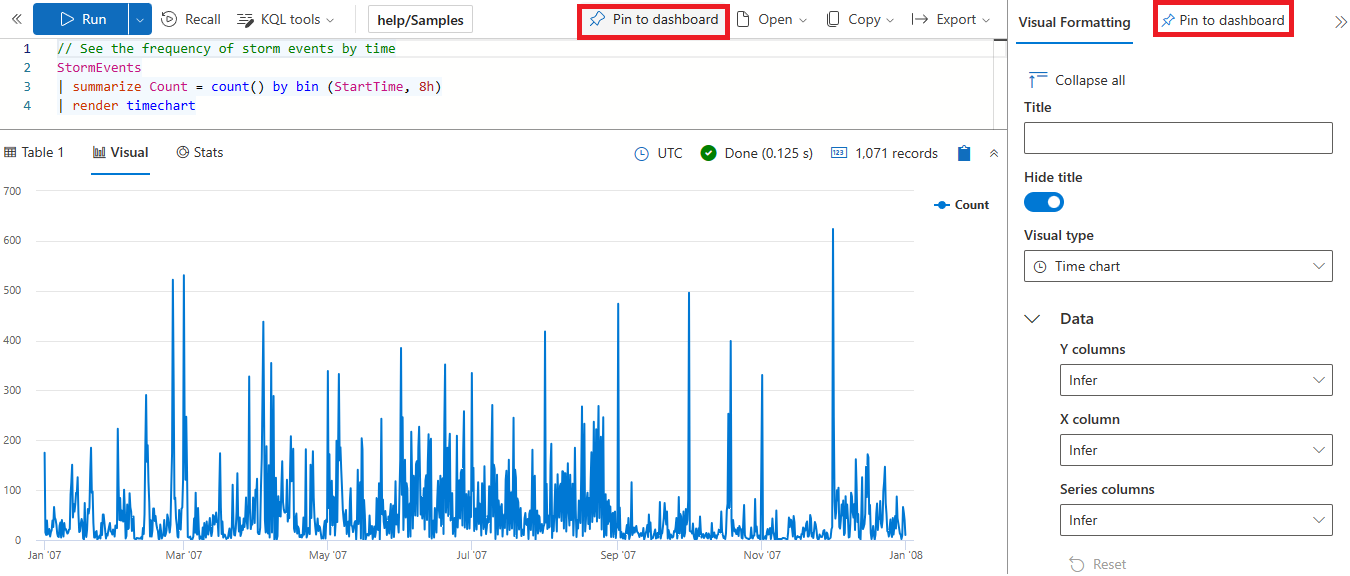 Run Recall KQL tools help/Samples Pin to dashboard Open Copy Export
1 // See the frequency of storm events by time
2 StormEvents
3 | summarize Count = count() by bin (StartTime, 8h)
4 | render timechart
Table 1 Visual Stats UTC Done (0.125 s) 123 1,071 records
Count
700
600
500
400
300
200
100
0
Jan '07 Mar '07 May '07 Jul '07 Sep '07 Nov '07 Jan '08
Visual Formatting Pin to dashboard
Collapse all
Title
Hide title
Visual type
Time chart
Data
Y columns
Infer
X column
Infer
Series columns
Infer
Reset